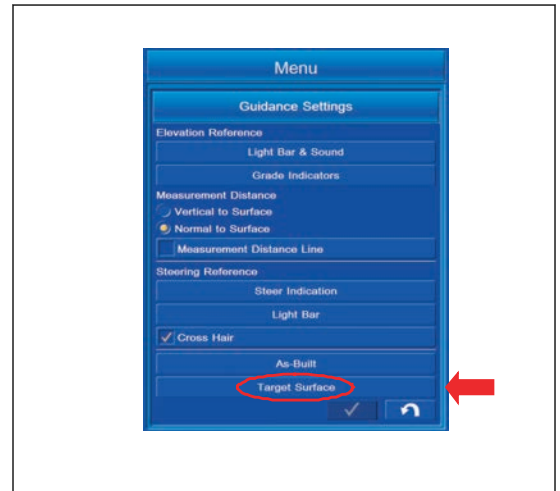 Menu
Guidance Settings
Elevation Reference
Light Bar & Sound
Grade Indicators
Measurement Distance
Vertical to Surface
Normal to Surface
Measurement Distance Line
Steering Reference
Steer Indication
Light Bar
Cross Hair
As-Built
Target Surface